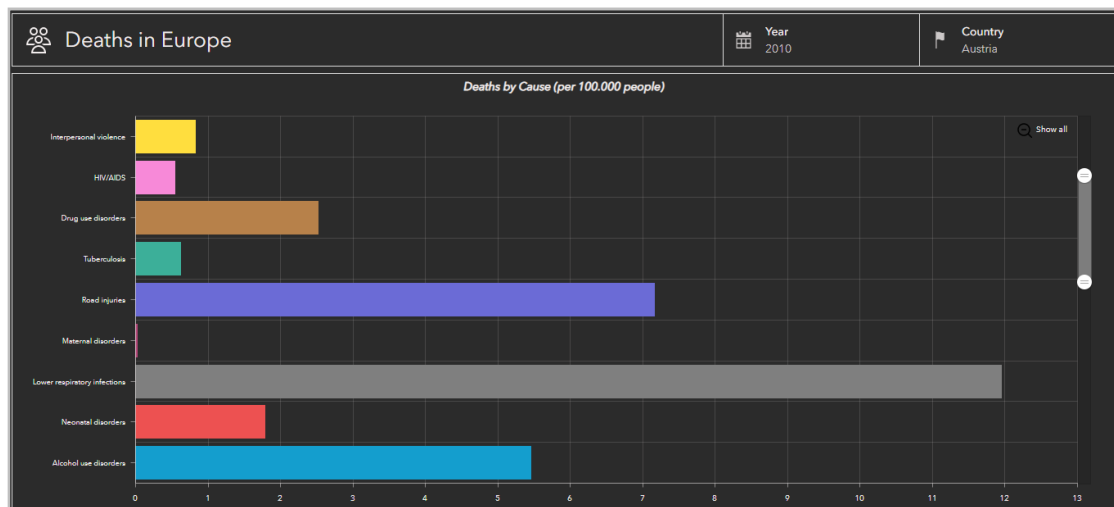 Deaths in Europe
Year
2010
Country
Austria
Deaths by Cause (per 100.000 people)
Show all
Interpersonal violence
HIV/AIDS
Drug use disorders
Tuberculosis
Road injuries
Maternal disorders
Lower respiratory infections
Neonatal disorders
Alcohol use disorders
0 1 2 3 4 5 6 7 8 9 10 11 12 13